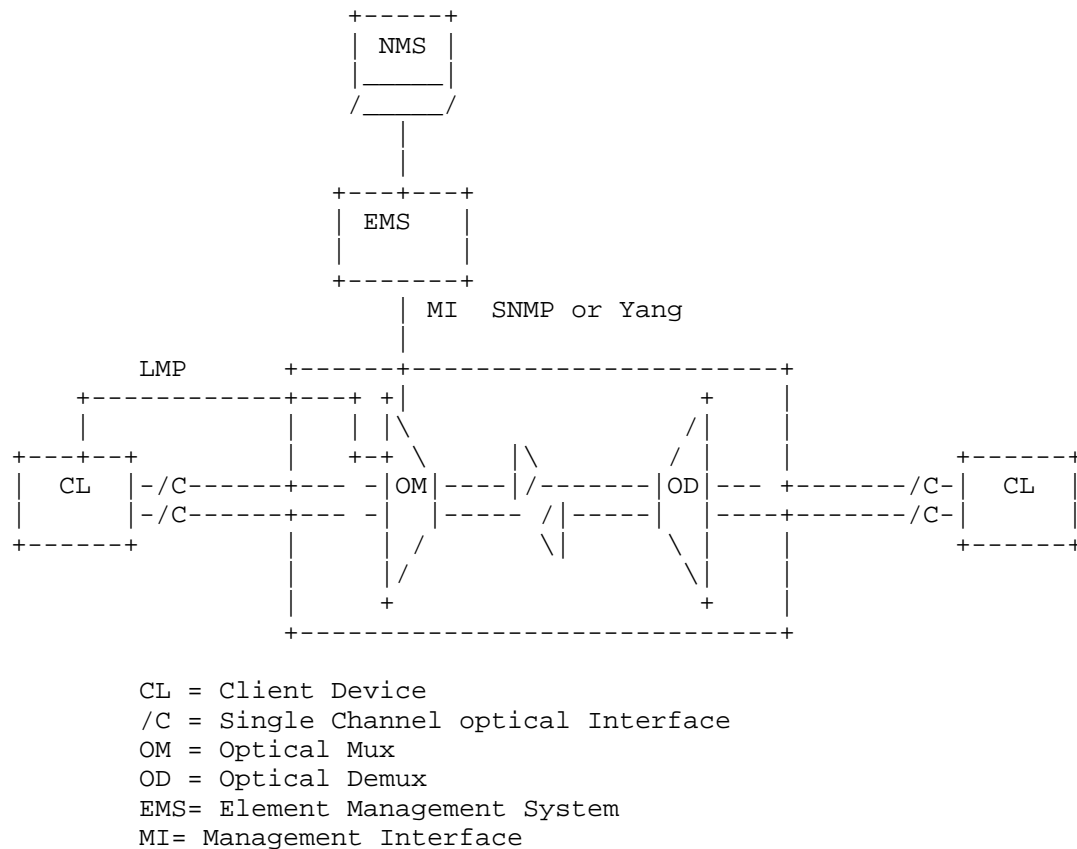 NMS
EMS
MI SNMP or Yang
LMP
CL -/C OM OD /C- CL
-/C /C-
CL = Client Device
/C = Single Channel optical Interface
OM = Optical Mux
OD = Optical Demux
EMS= Element Management System
MI= Management Interface